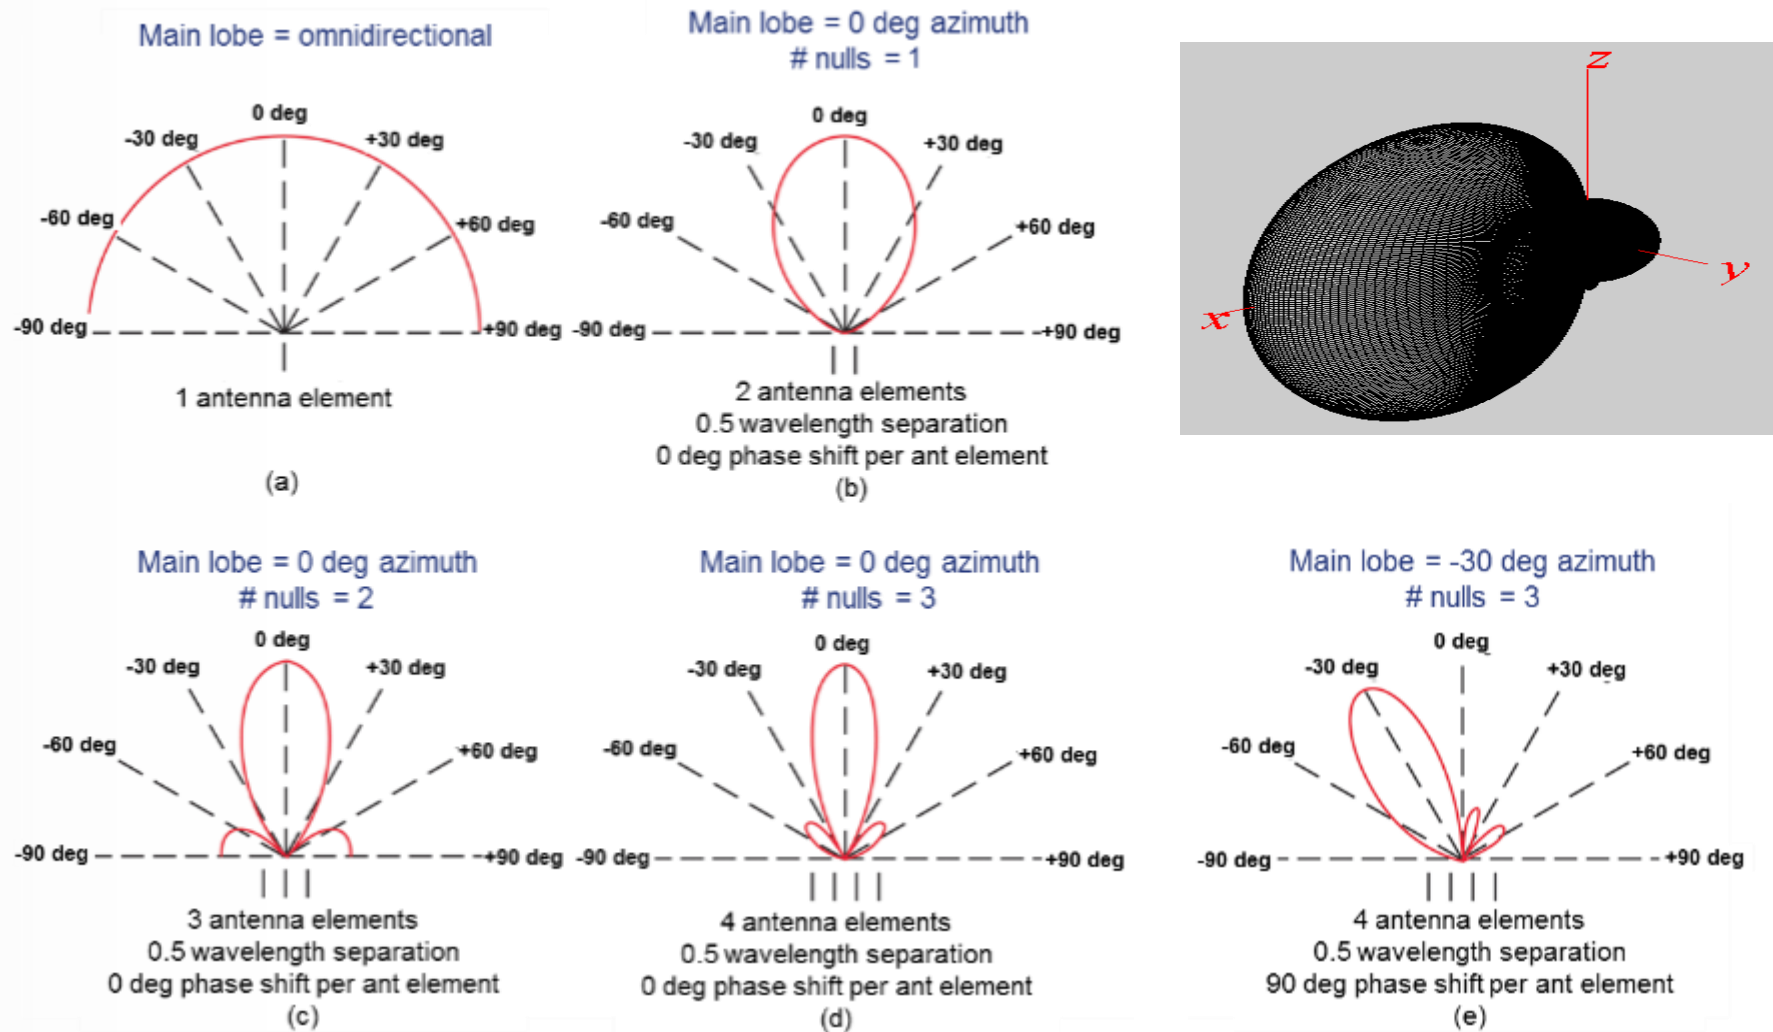 Main lobe = omnidirectional
0 deg
-30 deg
+30 deg
-60 deg
+60 deg
-90 deg
+90 deg
1 antenna element
(a)
Main lobe = 0 deg azimuth
# nulls = 1
0 deg
-30 deg
+30 deg
-60 deg
+60 deg
-90 deg
+90 deg
2 antenna elements
0.5 wavelength separation
0 deg phase shift per ant element
(b)
z
y
x
Main lobe = 0 deg azimuth
# nulls = 2
0 deg
-30 deg
+30 deg
-60 deg
+60 deg
-90 deg
+90 deg
3 antenna elements
0.5 wavelength separation
0 deg phase shift per ant element
(c)
Main lobe = 0 deg azimuth
# nulls = 3
0 deg
-30 deg
+30 deg
-60 deg
+60 deg
-90 deg
+90 deg
4 antenna elements
0.5 wavelength separation
0 deg phase shift per ant element
(d)
Main lobe = -30 deg azimuth
# nulls = 3
0 deg
-30 deg
+30 deg
-60 deg
+60 deg
-90 deg
+90 deg
4 antenna elements
0.5 wavelength separation
90 deg phase shift per ant element
(e)